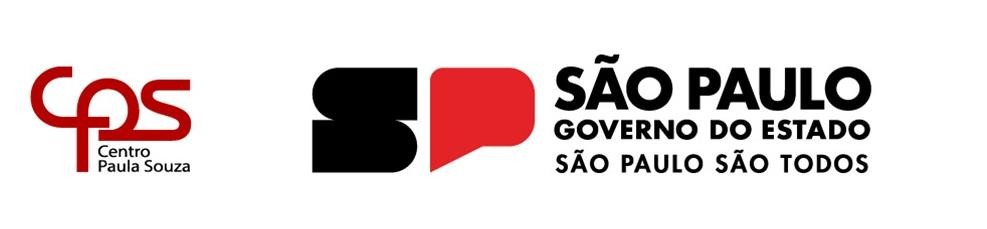 cps
Centro
Paula Souza
SP
SÃO PAULO
GOVERNO DO ESTADO
SÃO PAULO SÃO TODOS